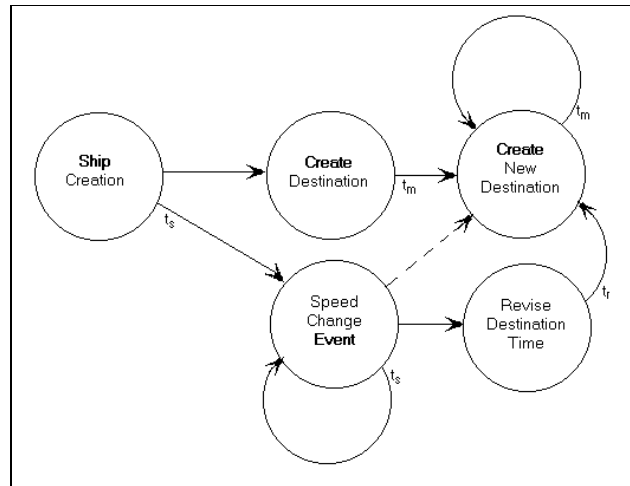 Ship
Creation
t_s
Create
Destination
t_m
Create
New
Destination
t_m
Speed
Change
Event
t_s
Revise
Destination
Time
t_r